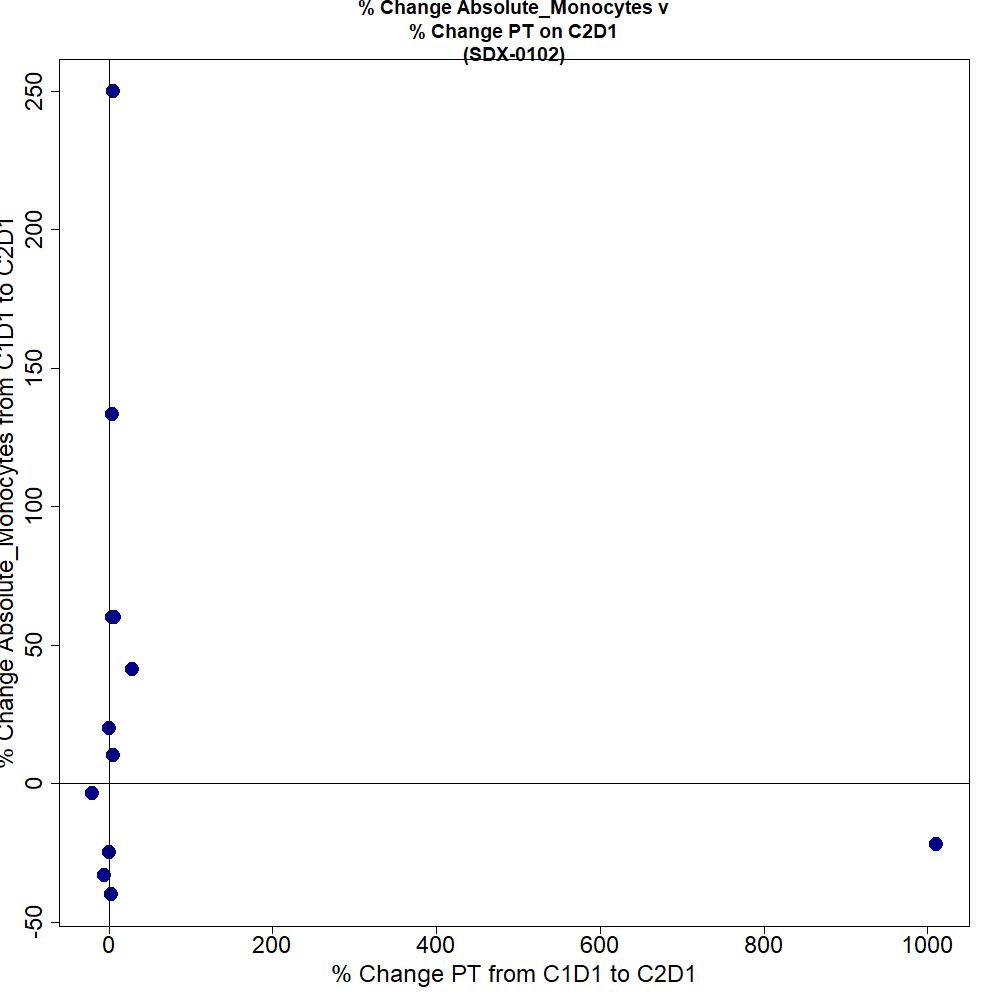 % Change Absolute_Monocytes v
% Change PT on C2D1
(SDX-0102)
% Change Absolute_Monocytes from C1D1 to C2D1
250
200
150
100
50
0
-50
0 200 400 600 800 1000
% Change PT from C1D1 to C2D1